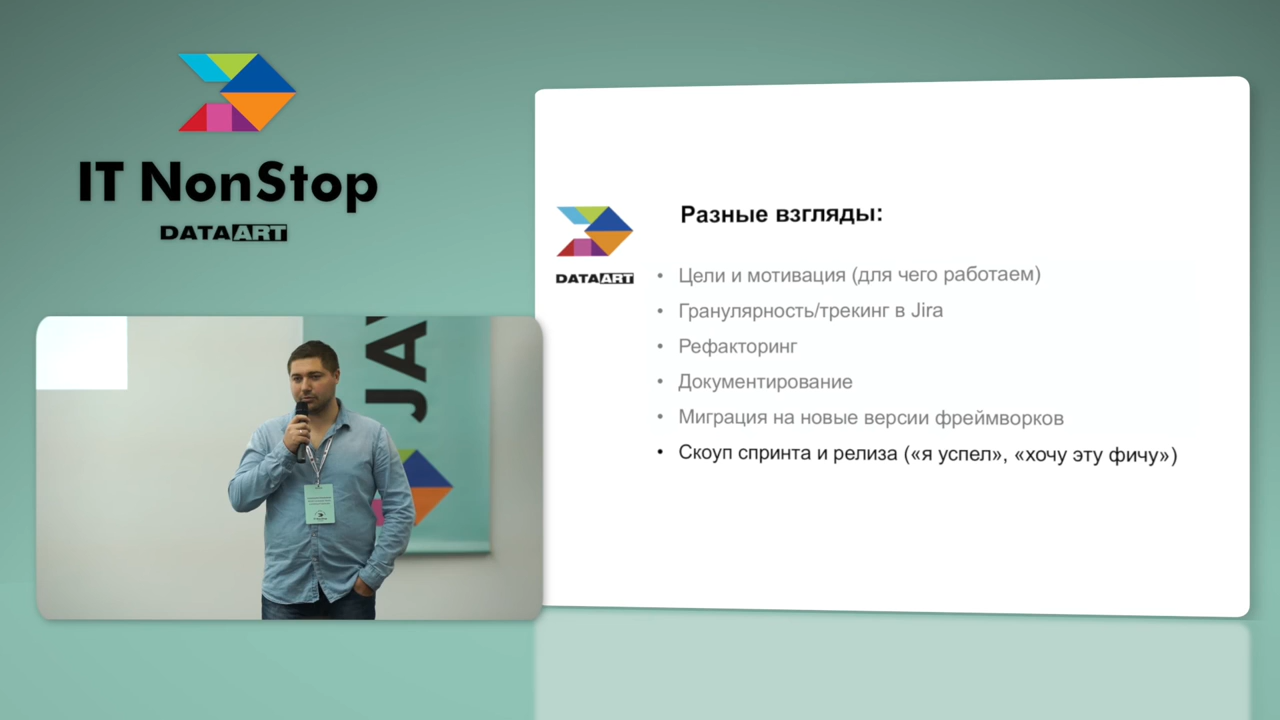 IT NonStop
DATAART
Разные взгляды:
DATAART
• Цели и мотивация (для чего работаем)
• Гранулярность/трекинг в Jira
• Рефакторинг
• Документирование
• Миграция на новые версии фреймворков
• Скоуп спринта и релиза («я успел», «хочу эту фичу»)
JAV